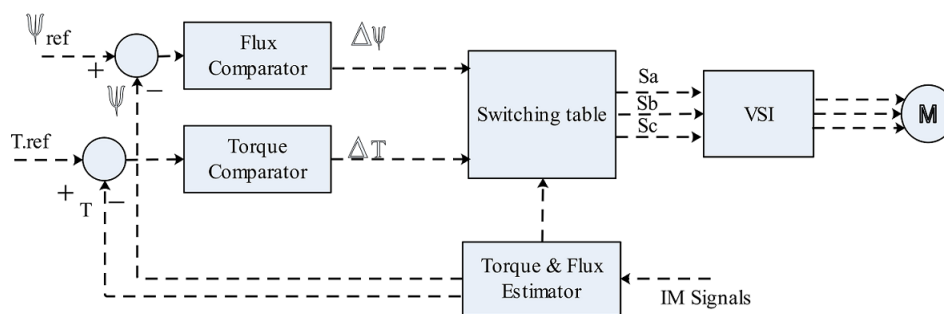 Ψref
+
Ψ
−
Flux
Comparator
Δψ
T.ref
+
T
−
Torque
Comparator
ΔT
Switching table
Sa
Sb
Sc
VSI
M
Torque & Flux
Estimator
IM Signals